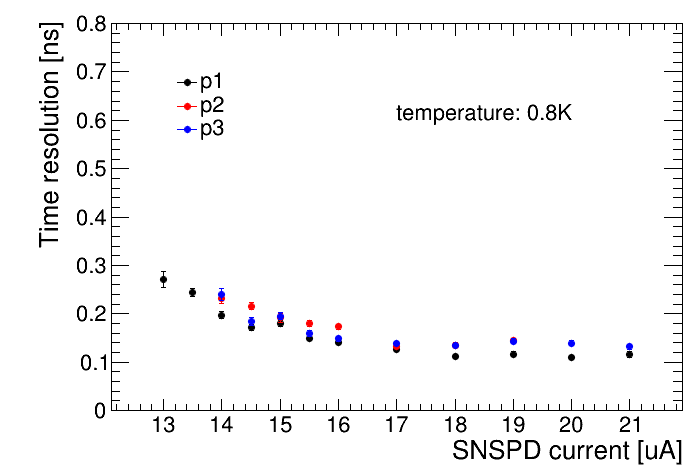 Time resolution [ns]
0.8
0.7
0.6
0.5
0.4
0.3
0.2
0.1
0
p1
p2
p3
temperature: 0.8K
13 14 15 16 17 18 19 20 21
SNSPD current [uA]